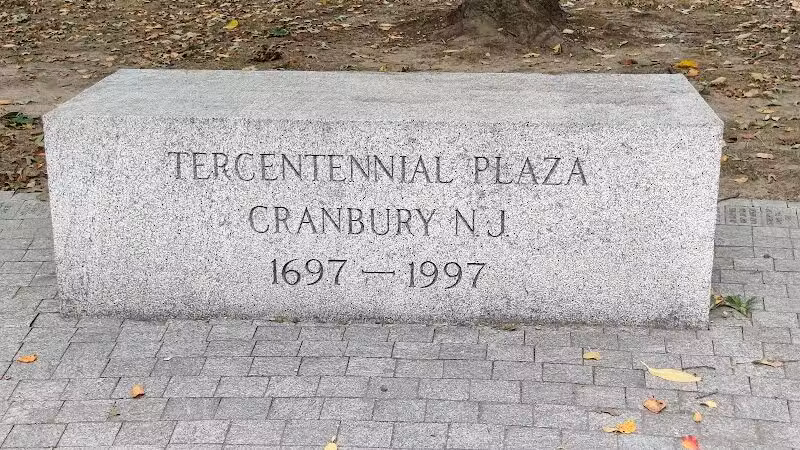 TERCENTENNIAL PLAZA
CRANBURY N.J.
1697 — 1997